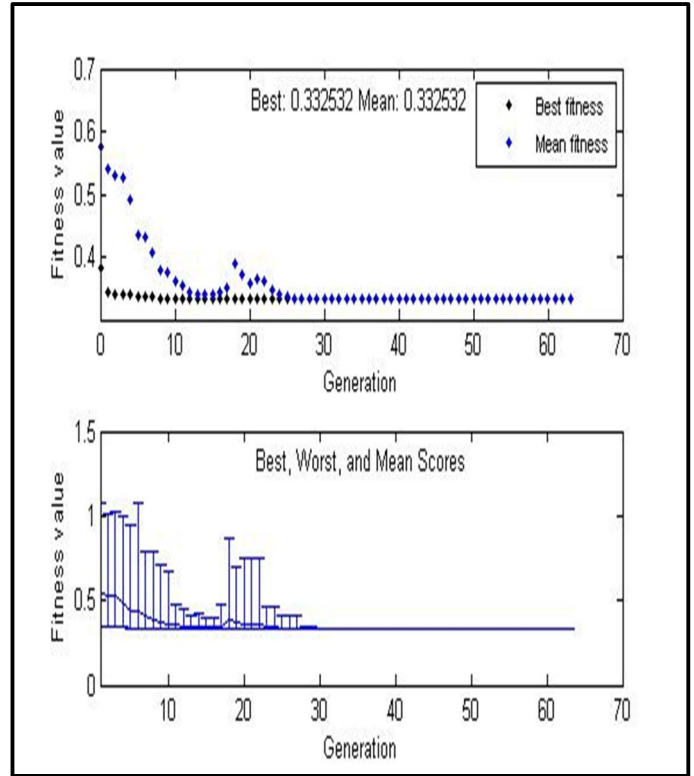 0.7
Best: 0.332532 Mean: 0.332532
Best fitness
Mean fitness
0.6
0.5
0.4
Fitness value
0 10 20 30 40 50 60 70
Generation
1.5
Best, Worst, and Mean Scores
1
0.5
0
Fitness value
10 20 30 40 50 60 70
Generation